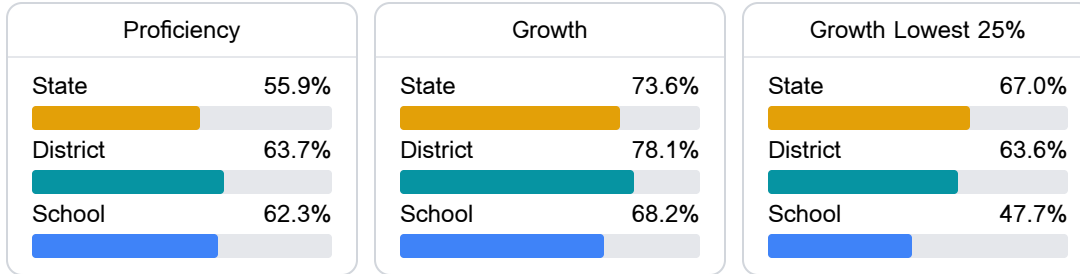 Proficiency
State 55.9%
District 63.7%
School 62.3%
Growth
State 73.6%
District 78.1%
School 68.2%
Growth Lowest 25%
State 67.0%
District 63.6%
School 47.7%